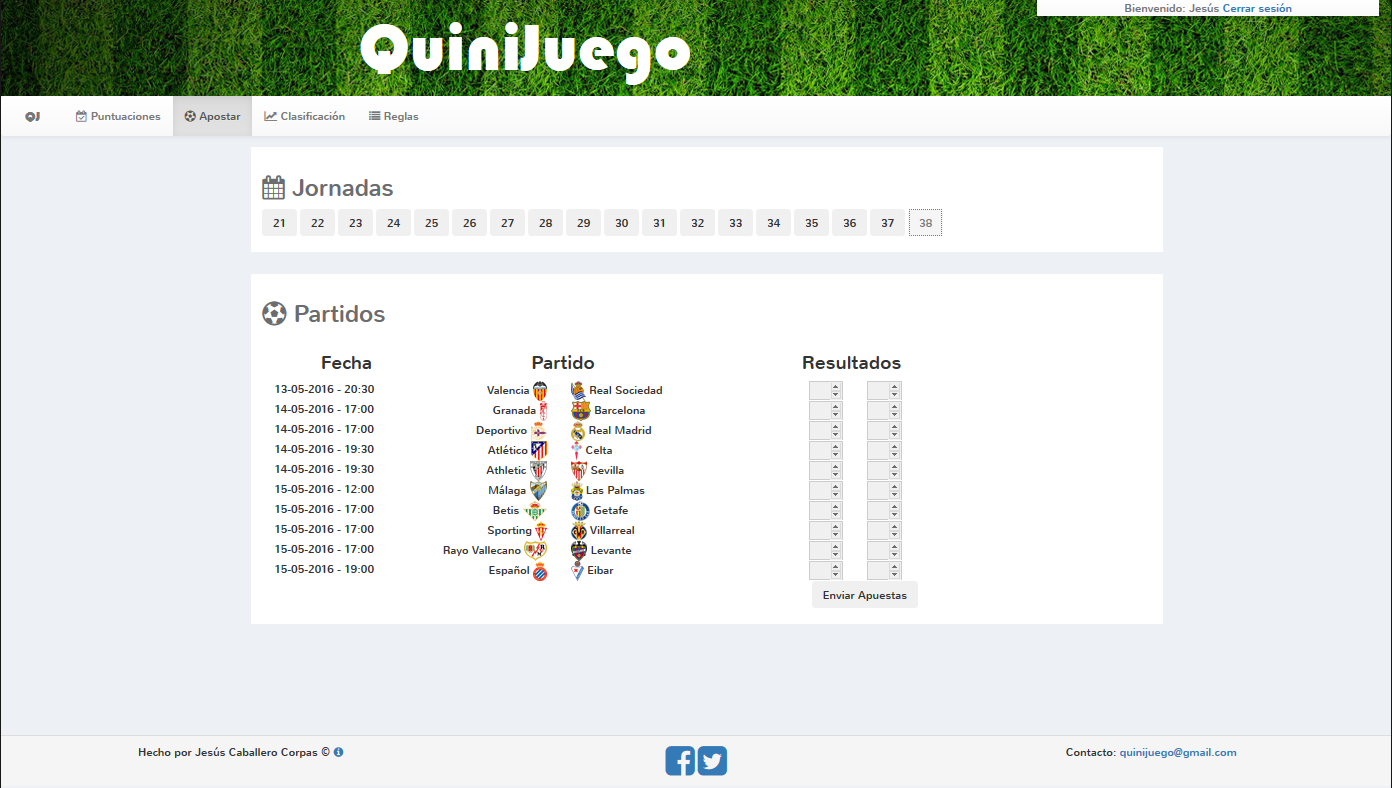 Bienvenido: Jesús Cerrar sesión
QuiniJuego
QJ Puntuaciones Apostar Clasificación Reglas
Jornadas
21 22 23 24 25 26 27 28 29 30 31 32 33 34 35 36 37 38
Partidos
Fecha Partido Resultados
13-05-2016 - 20:30 Valencia Real Sociedad
14-05-2016 - 17:00 Granada Barcelona
14-05-2016 - 17:00 Deportivo Real Madrid
14-05-2016 - 19:30 Atlético Celta
14-05-2016 - 19:30 Athletic Sevilla
15-05-2016 - 12:00 Málaga Las Palmas
15-05-2016 - 17:00 Betis Getafe
15-05-2016 - 17:00 Sporting Villarreal
15-05-2016 - 17:00 Rayo Vallecano Levante
15-05-2016 - 19:00 Español Eibar
Enviar Apuestas
Hecho por Jesús Caballero Corpas © Contacto: quinijuego@gmail.com